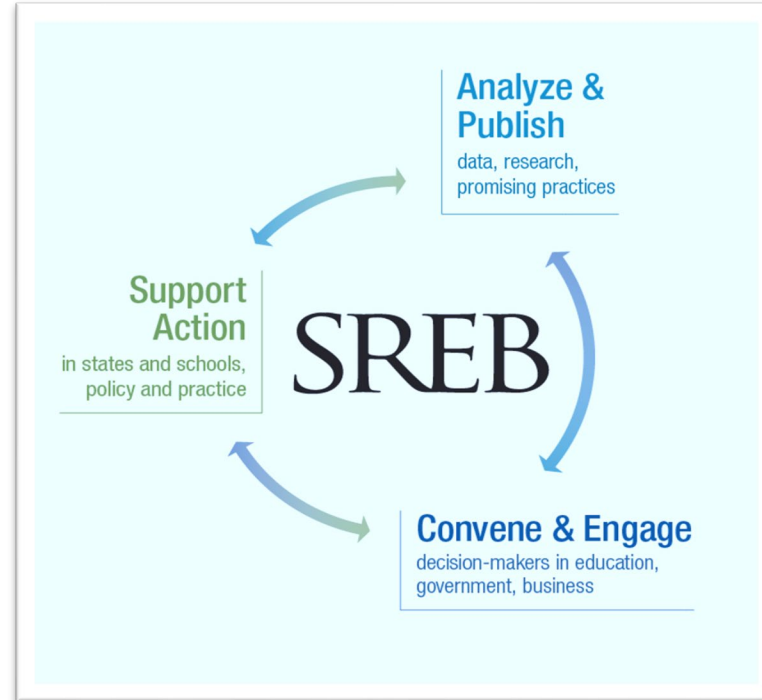 Analyze &
Publish
data, research,
promising practices
Support
Action
in states and schools,
policy and practice
SREB
Convene & Engage
decision-makers in education,
government, business